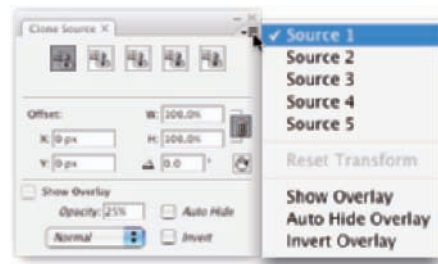 Clone Source ×
Offset:
W: 100.0%
X: 0 px
H: 100.0%
Y: 0 px
0.0 °
Show Overlay
Opacity: 25%
Auto Hide
Normal
Invert
✓ Source 1
Source 2
Source 3
Source 4
Source 5
Reset Transform
Show Overlay
Auto Hide Overlay
Invert Overlay